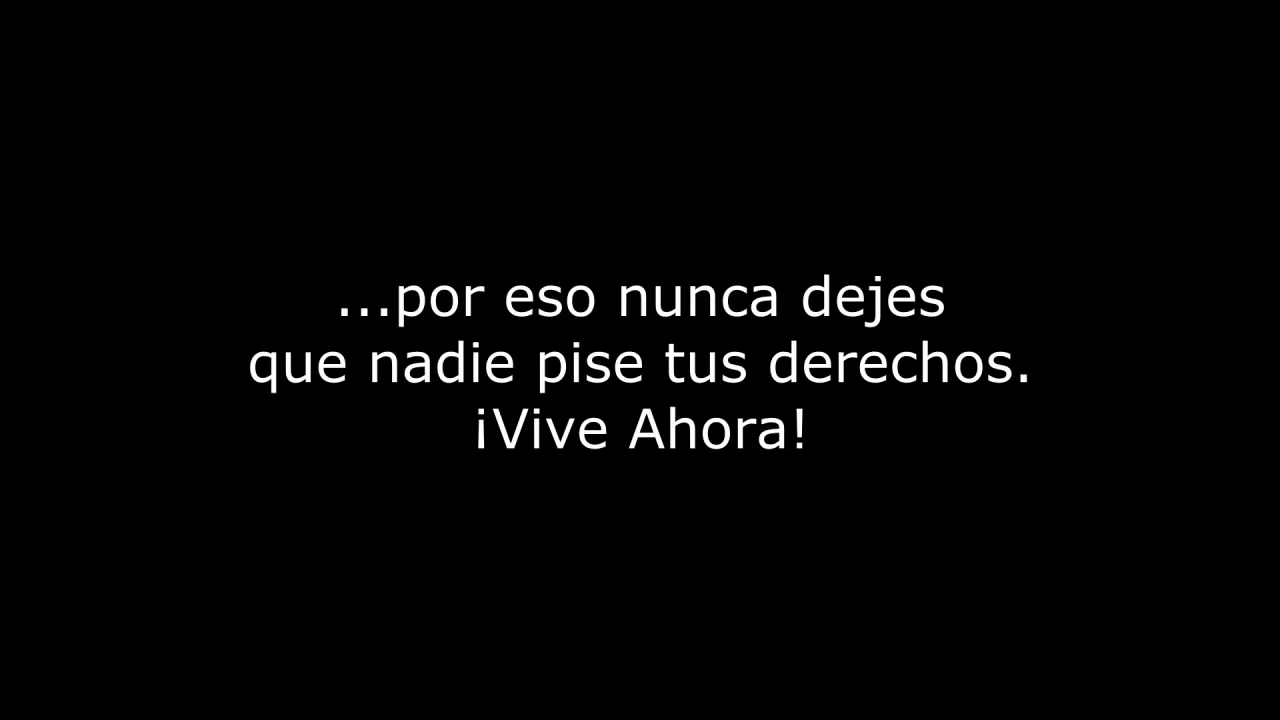 ...por eso nunca dejes
que nadie pise tus derechos.
¡Vive Ahora!